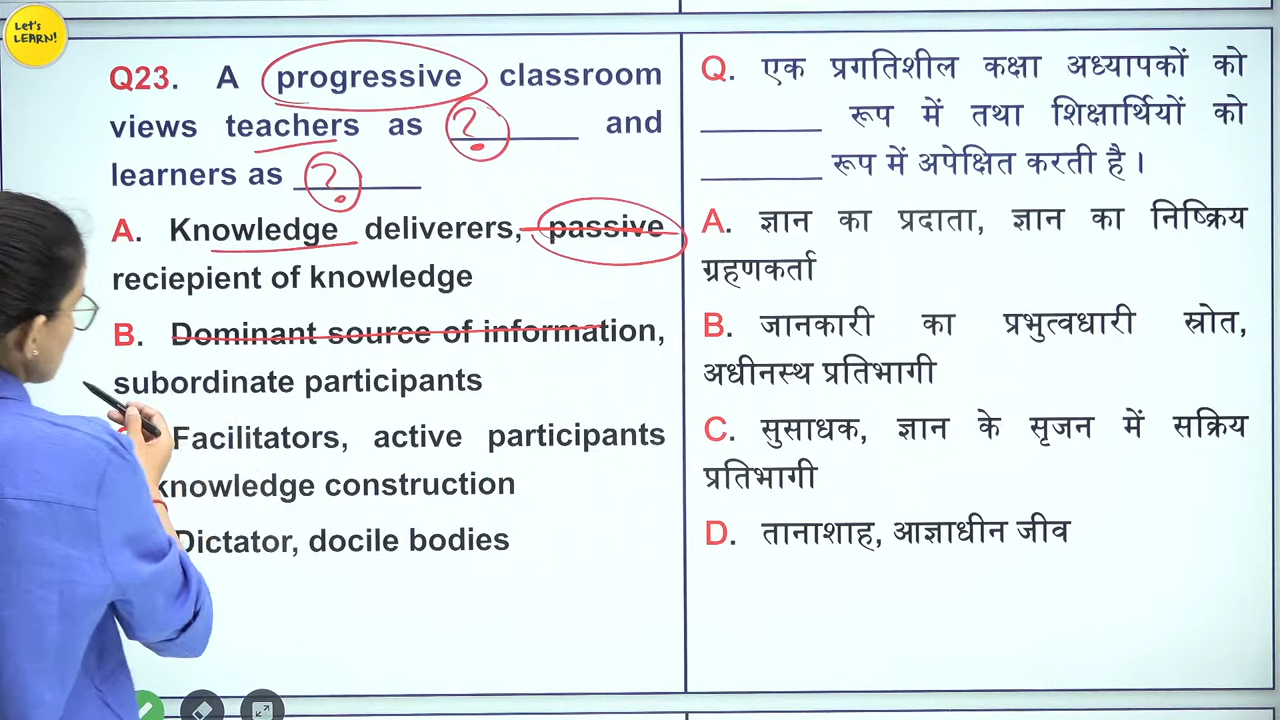 Let's
LEARN!
Q23. A progressive classroom
views teachers as ? ________ and
learners as ? ________
A. Knowledge deliverers, passive
reciepient of knowledge
B. Dominant source of information,
subordinate participants
Facilitators, active participants
knowledge construction
Dictator, docile bodies
Q. एक प्रगतिशील कक्षा अध्यापकों को
________ रूप में तथा शिक्षार्थियों को
________ रूप में अपेक्षित करती है ।
A. ज्ञान का प्रदाता, ज्ञान का निष्क्रिय
ग्रहणकर्ता
B. जानकारी का प्रभुत्वधारी स्रोत,
अधीनस्थ प्रतिभागी
C. सुसाधक, ज्ञान के सृजन में सक्रिय
प्रतिभागी
D. तानाशाह, आज्ञाधीन जीव